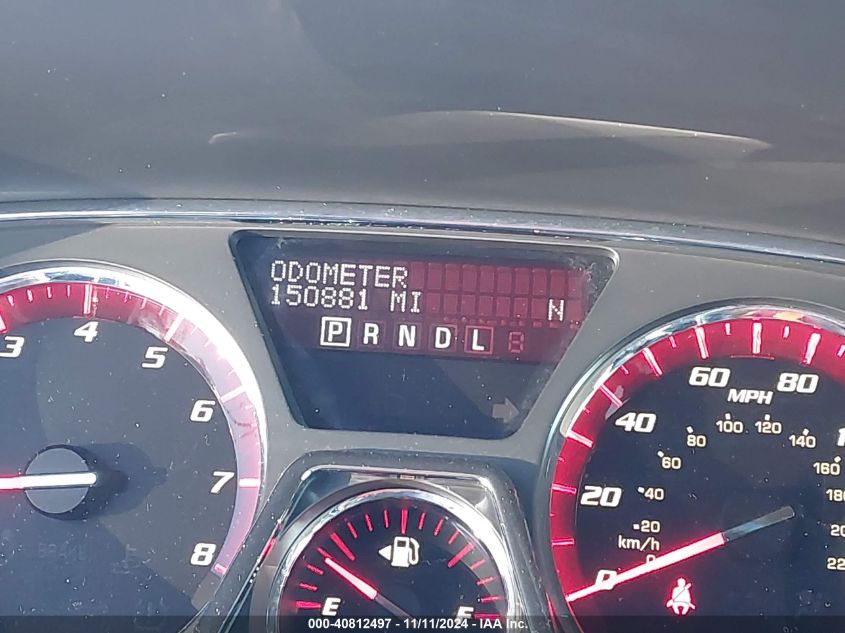 ODOMETER
150881 MI N
P R N D L
3 4 5 6 7 8
0 20 40 60 80
MPH
20 40 60 80 100 120 140 160
km/h
E F
000-40812497 - 11/11/2024 - IAA Inc.